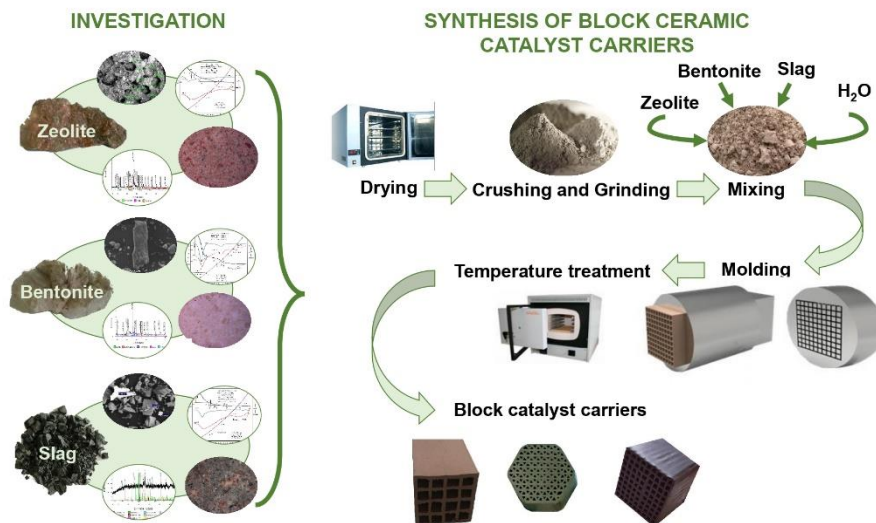 INVESTIGATION
Zeolite
Bentonite
Slag
SYNTHESIS OF BLOCK CERAMIC
CATALYST CARRIERS
Bentonite
Slag
Zeolite
H₂O
Drying
Crushing and Grinding
Mixing
Temperature treatment
Molding
Block catalyst carriers